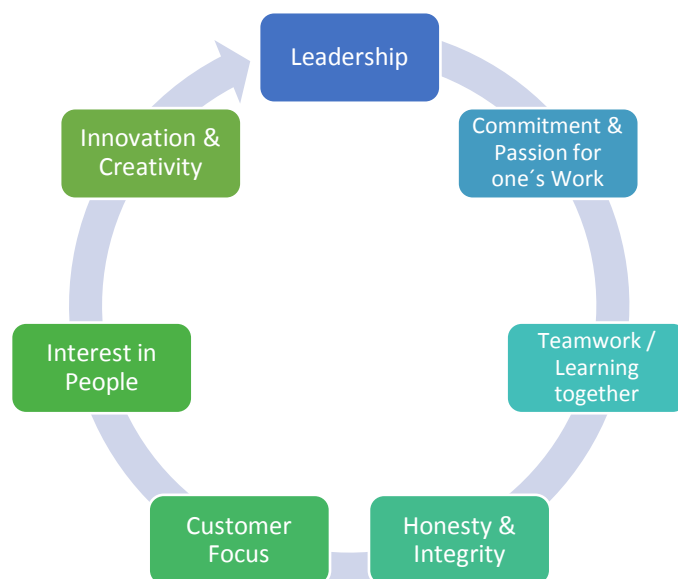 Leadership
Commitment &
Passion for
one´s Work
Teamwork /
Learning
together
Honesty &
Integrity
Customer
Focus
Interest in
People
Innovation &
Creativity